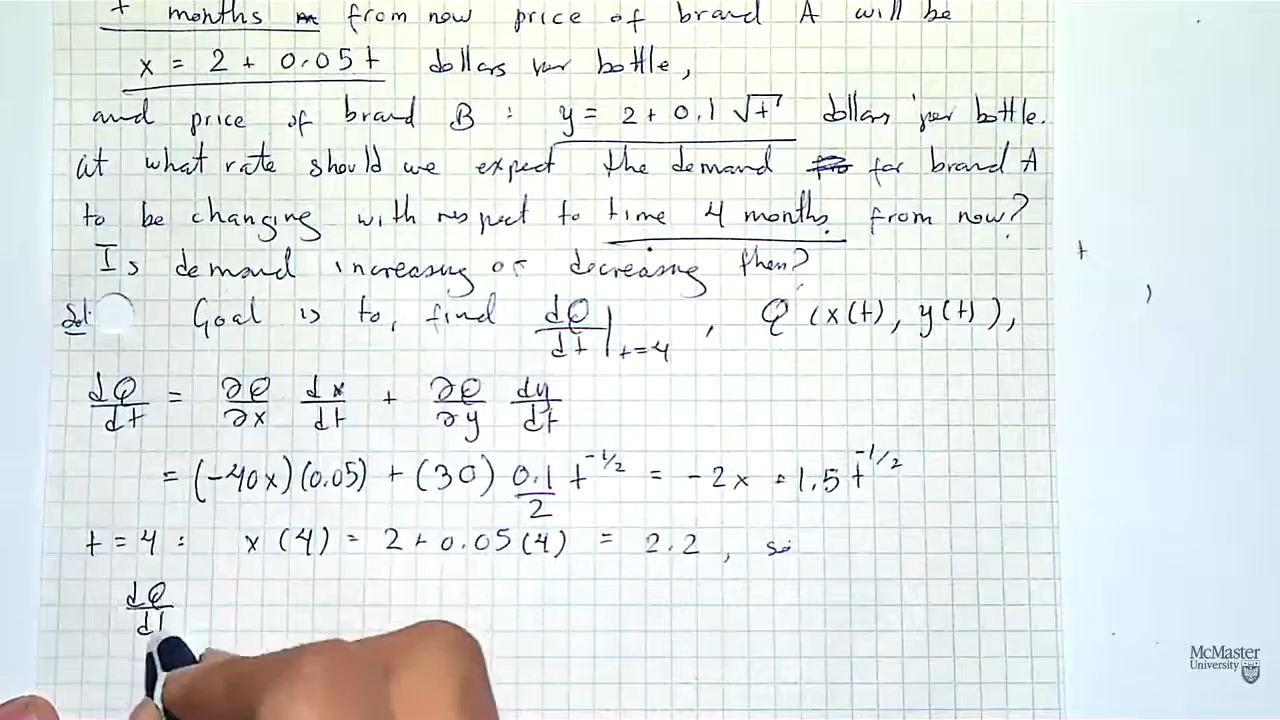 t months from now price of brand A will be
x = 2 + 0.05t dollars per bottle,
and price of brand B : y = 2 + 0.1 √t dollars per bottle.
at what rate should we expect the demand for brand A
to be changing with respect to time 4 months from now?
Is demand increasing or decreasing then?
Sol: Goal is to, find dQ/dt |t=4 , Q (x(t), y(t)),
dQ/dt = ∂Q/∂x dx/dt + ∂Q/∂y dy/dt
= (-40x)(0.05) + (30) 0.1/2 t^-1/2 = -2x + 1.5 t^-1/2
t = 4 : x (4) = 2 + 0.05 (4) = 2.2 , so
dQ/dt
McMaster
University